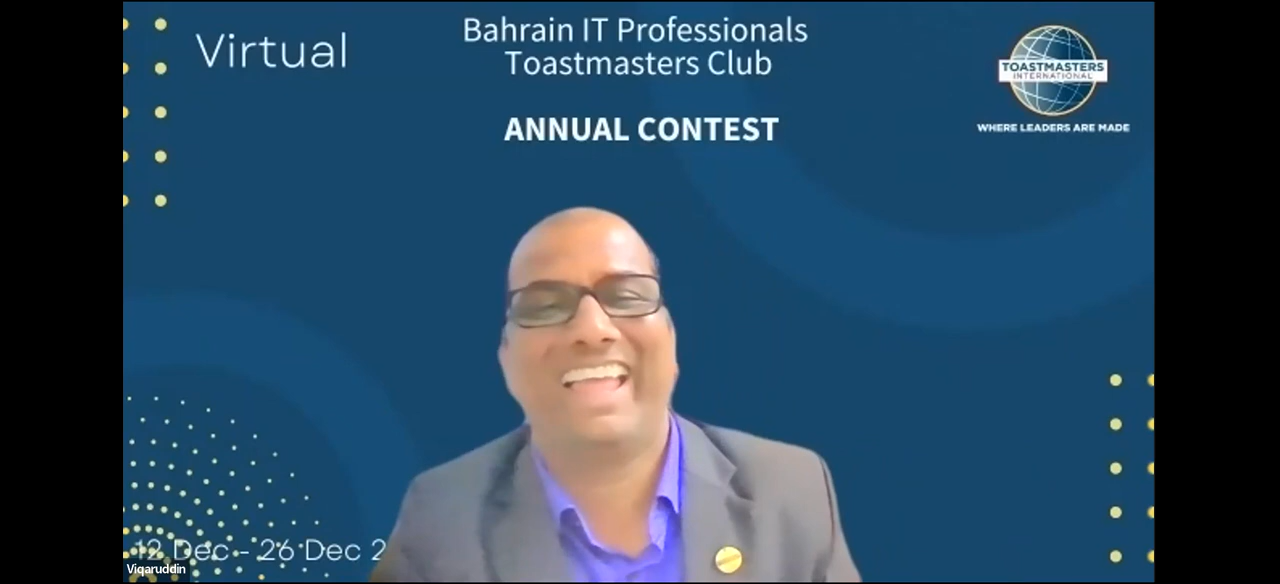 Virtual
Bahrain IT Professionals
Toastmasters Club
ANNUAL CONTEST
TOASTMASTERS
INTERNATIONAL
WHERE LEADERS ARE MADE
12 Dec - 26 Dec 2
Viqaruddin